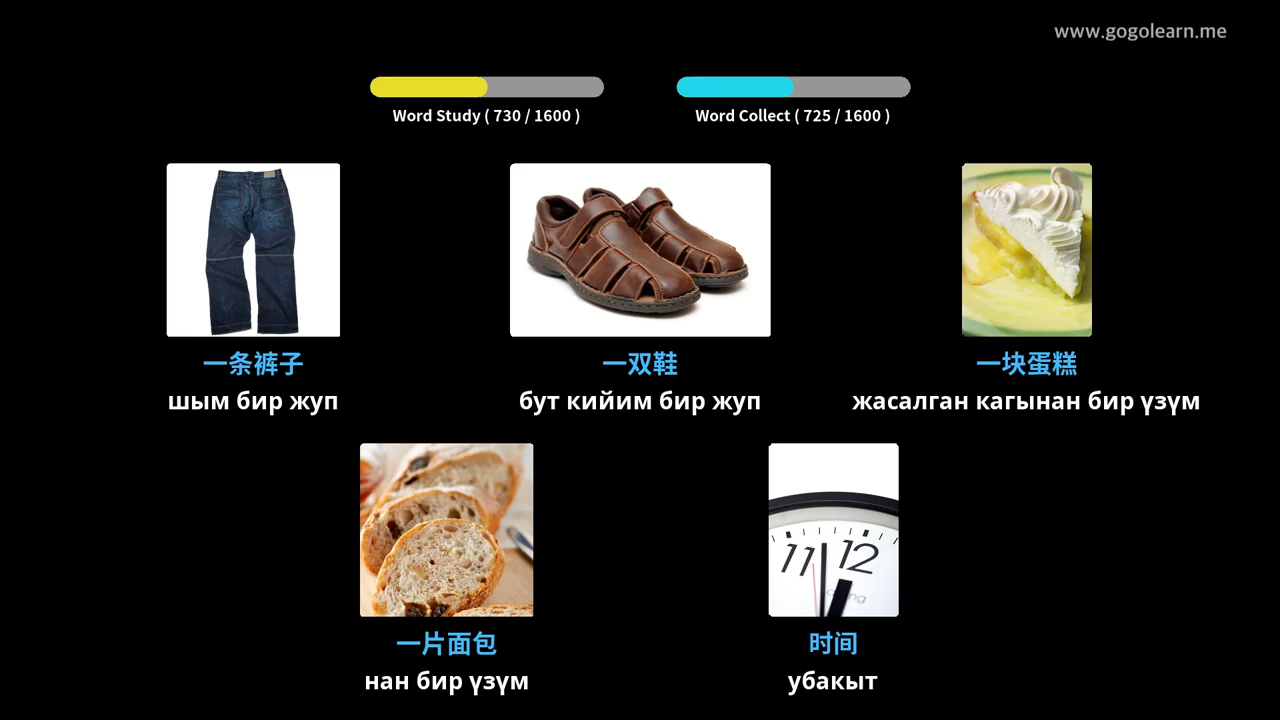 www.gogolearn.me
Word Study ( 730 / 1600 )
Word Collect ( 725 / 1600 )
一条裤子
шым бир жуп
一双鞋
бут кийим бир жуп
一块蛋糕
жасалган кагынан бир үзүм
一片面包
нан бир үзүм
11 12
时间
убакыт